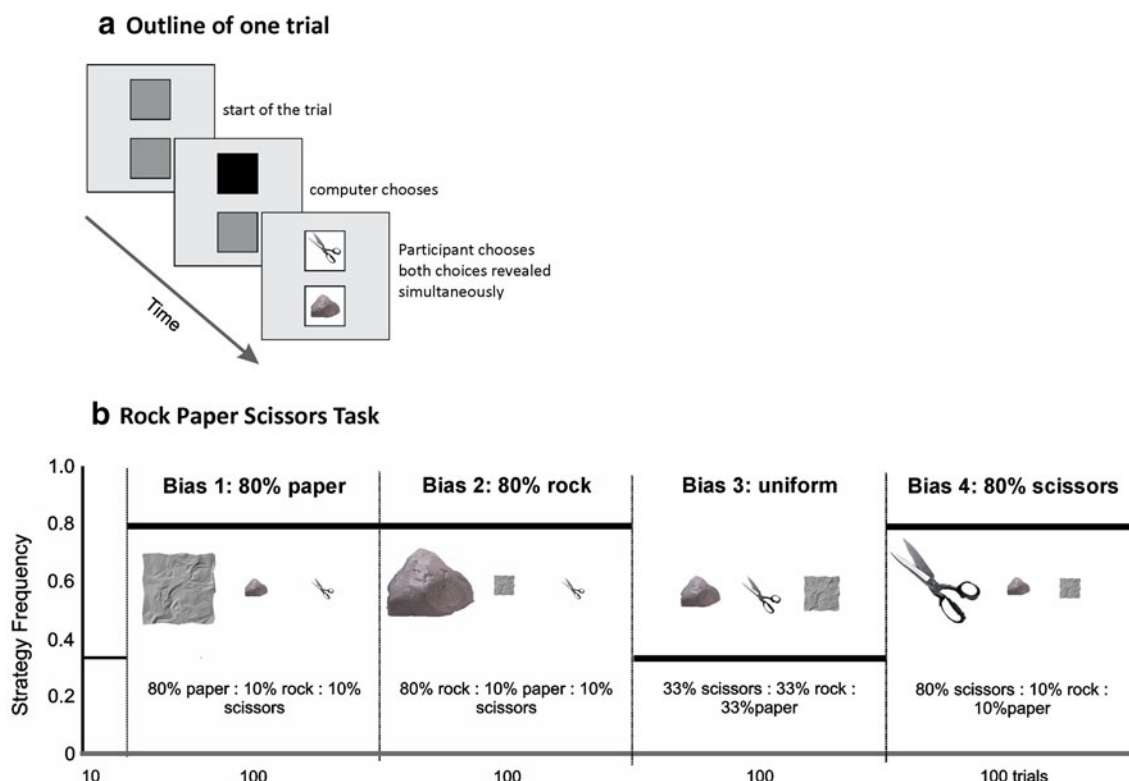 a Outline of one trial
start of the trial
computer chooses
Participant chooses
both choices revealed
simultaneously
Time
b Rock Paper Scissors Task
Strategy Frequency
1.0
0.8
0.6
0.4
0.2
0
Bias 1: 80% paper
80% paper : 10% rock : 10%
scissors
Bias 2: 80% rock
80% rock : 10% paper : 10%
scissors
Bias 3: uniform
33% scissors : 33% rock :
33%paper
Bias 4: 80% scissors
80% scissors : 10% rock :
10%paper
10 100 100 100 100 trials